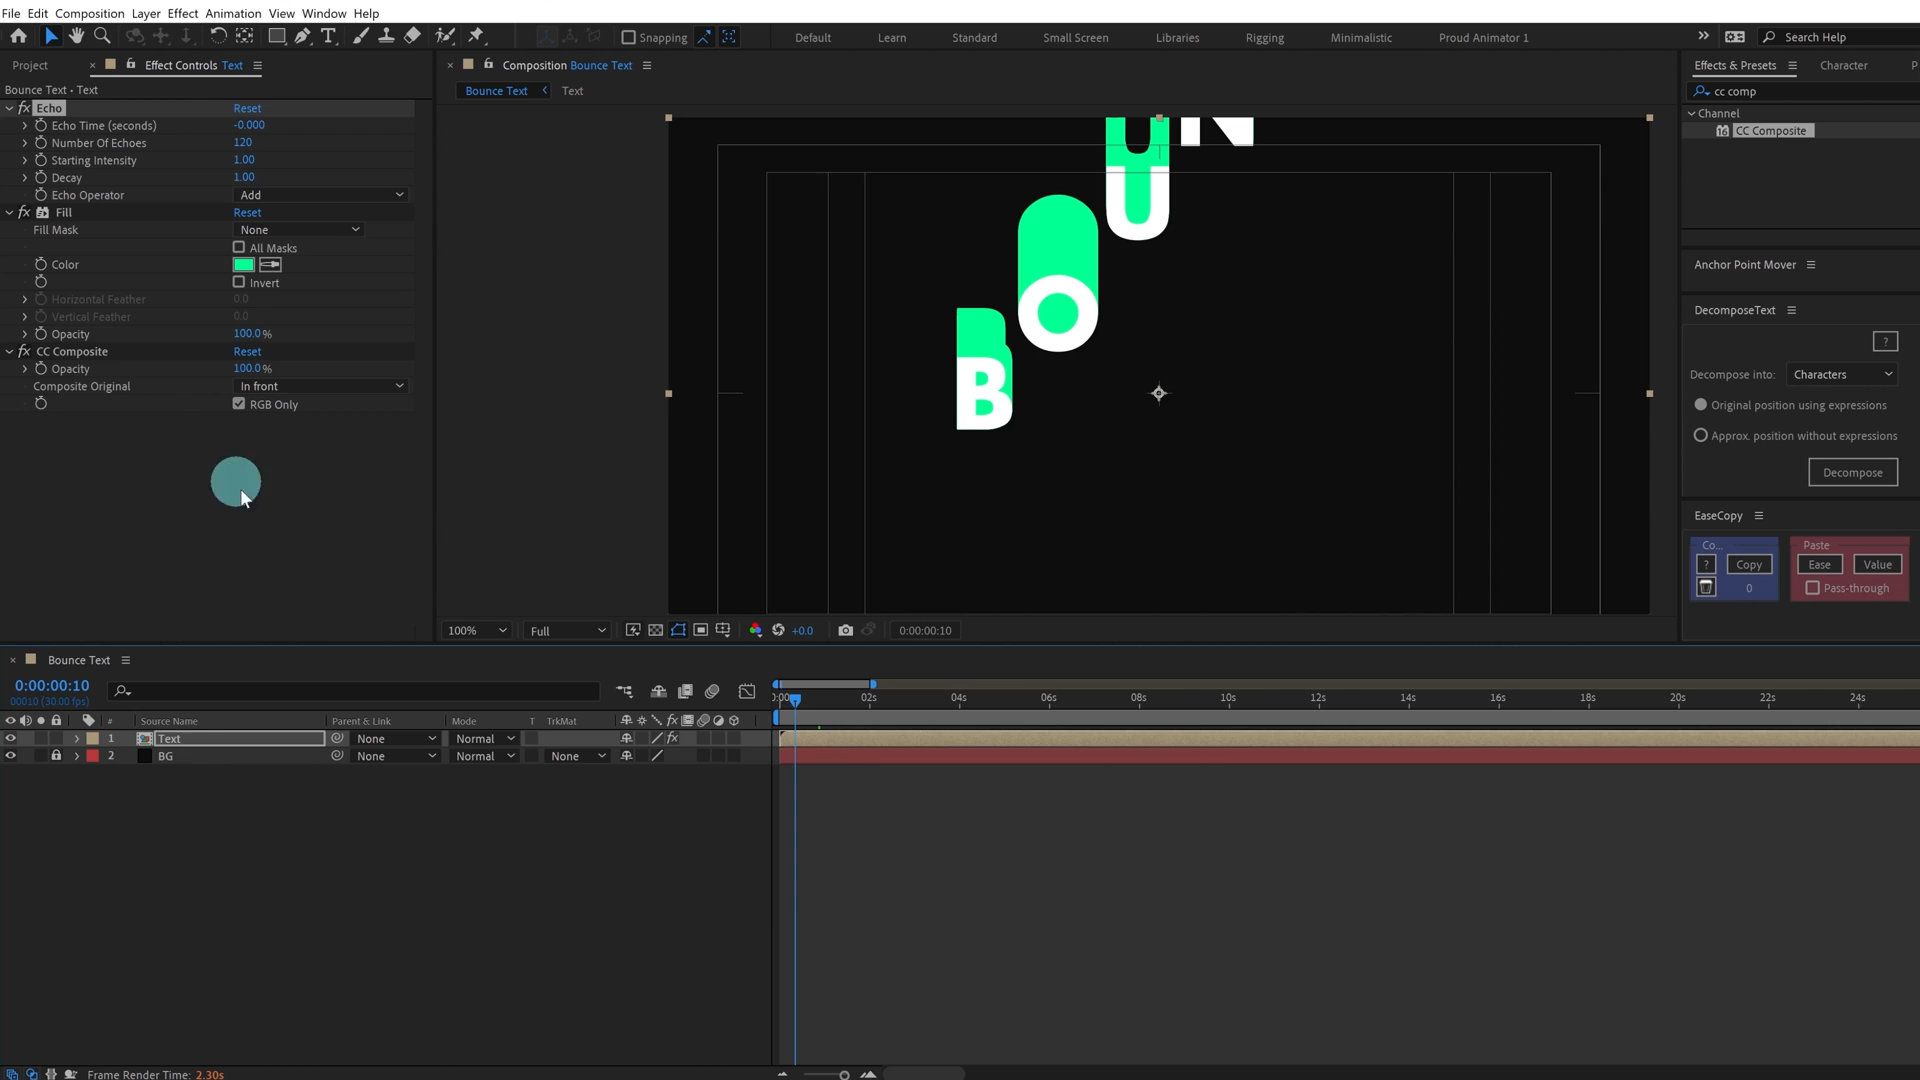 File Edit Composition Layer Effect Animation View Window Help
Snapping Default Learn Standard Small Screen Libraries Rigging Minimalistic Proud Animator 1 Search Help
Project Effect Controls Text
Bounce Text • Text
fx Echo Reset
Echo Time (seconds) -0.000
Number Of Echoes 120
Starting Intensity 1.00
Decay 1.00
Echo Operator Add
fx Fill Reset
Fill Mask None
All Masks
Color
Invert
Horizontal Feather 0.0
Vertical Feather 0.0
Opacity 100.0 %
fx CC Composite Reset
Opacity 100.0 %
Composite Original In front
RGB Only
Composition Bounce Text
Bounce Text Text
B O U N
100% Full +0.0 0:00:00:10
Effects & Presets Character P
cc comp
Channel
CC Composite
Anchor Point Mover
DecomposeText
?
Decompose into: Characters
Original position using expressions
Approx. position without expressions
Decompose
EaseCopy
Co... Paste
? Copy Ease Value
0 Pass-through
Bounce Text
0:00:00:10
00010 (30.00 fps)
:00 02s 04s 06s 08s 10s 12s 14s 16s 18s 20s 22s 24s
# Source Name Parent & Link Mode T TrkMat fx
1 Text None Normal fx
2 BG None Normal None
Frame Render Time: 2.30s